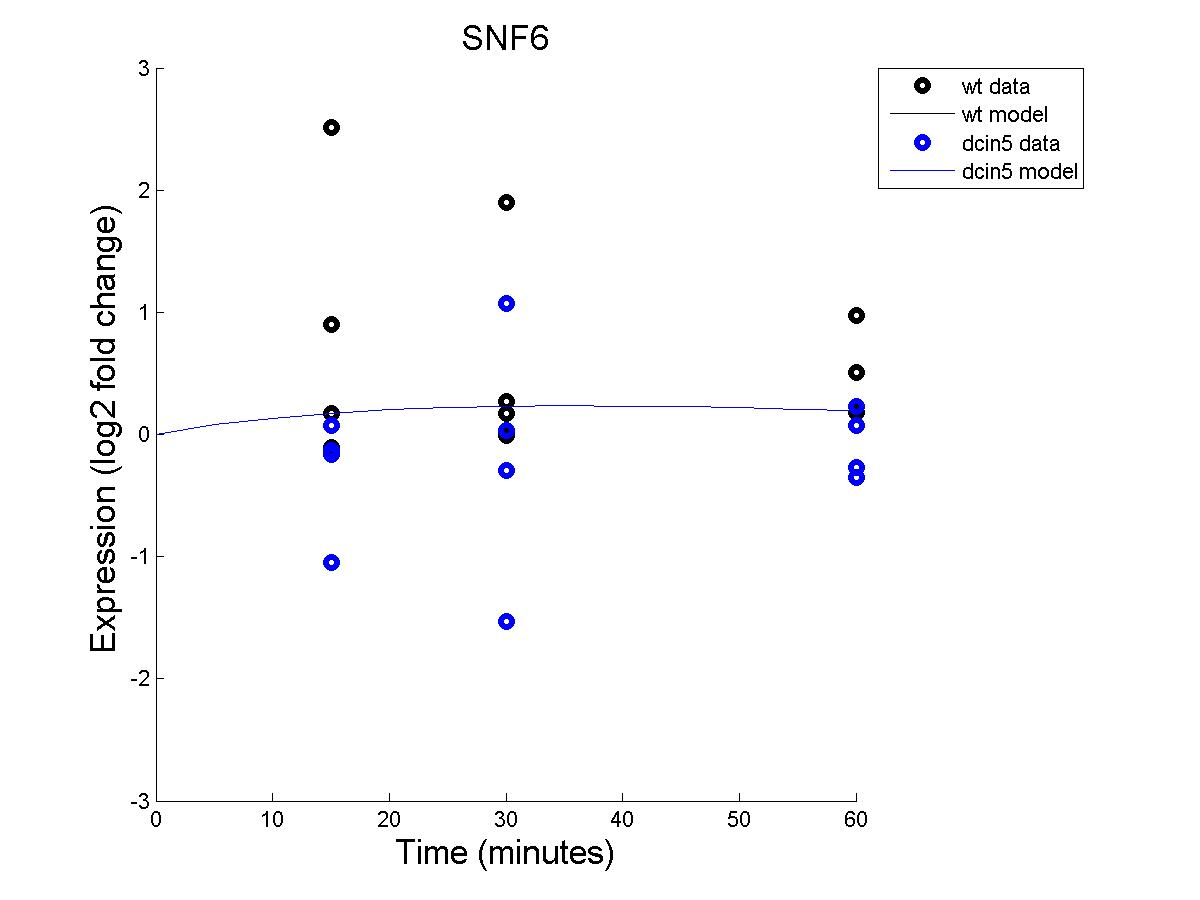 SNF6
wt data
wt model
dcin5 data
dcin5 model
Expression (log2 fold change)
3
2
1
0
-1
-2
-3
0 10 20 30 40 50 60
Time (minutes)